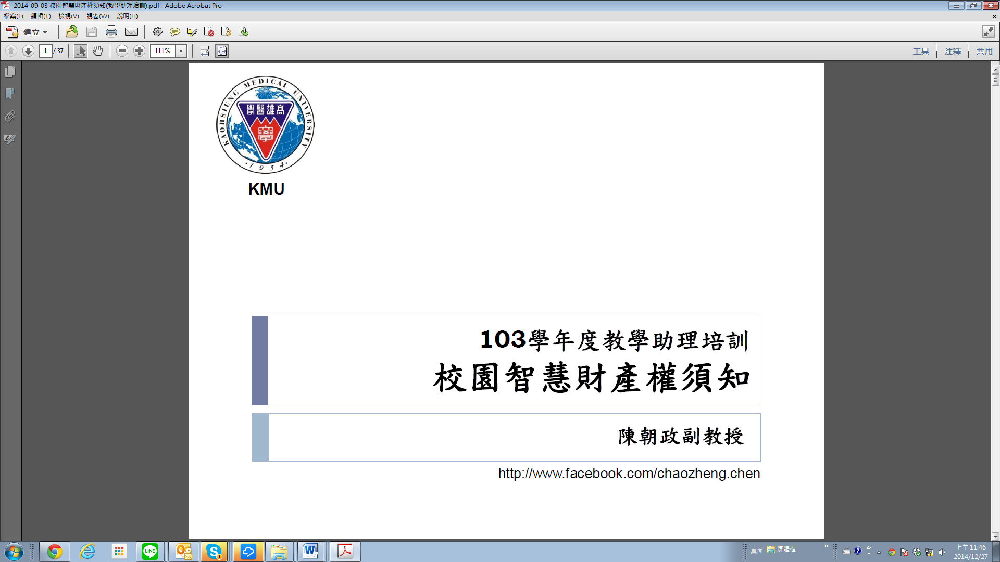 2014-09-03 校園智慧財產權須知(教學助理培訓).pdf - Adobe Acrobat Pro
檔案(F) 編輯(E) 檢視(V) 視窗(W) 說明(H)
建立
1 / 37 111% 工具 注釋 共用
KAOHSIUNG MEDICAL UNIVERSITY
學醫雄高
·1954·
KMU
103學年度教學助理培訓
校園智慧財產權須知
陳朝政副教授
http://www.facebook.com/chaozheng.chen
LINE
桌面 媒體櫃
上午 11:46
2014/12/27